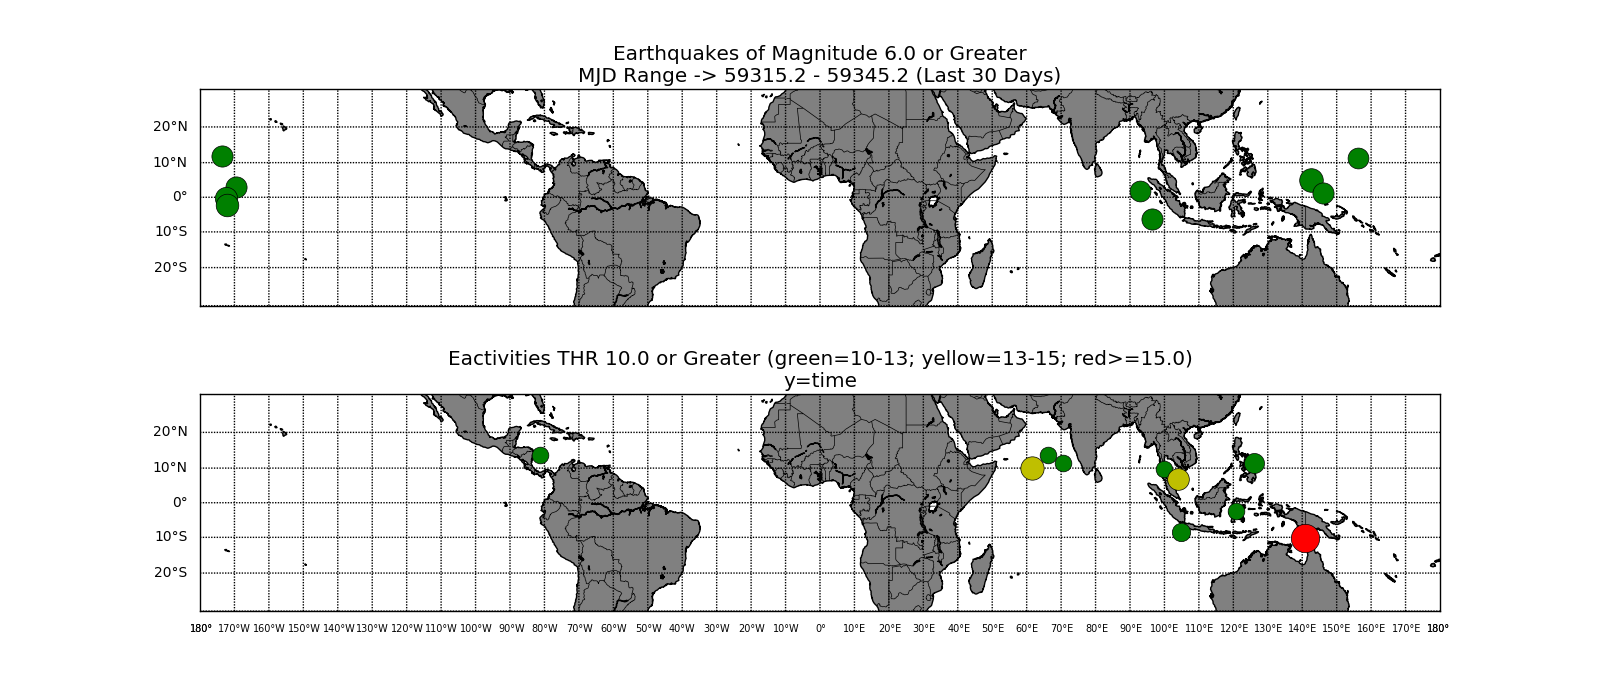 Earthquakes of Magnitude 6.0 or Greater
MJD Range -> 59315.2 - 59345.2 (Last 30 Days)
20°N
10°N
0°
10°S
20°S
Eactivities THR 10.0 or Greater (green=10-13; yellow=13-15; red>=15.0)
y=time
20°N
10°N
0°
10°S
20°S
180° 170°W 160°W 150°W 140°W 130°W 120°W 110°W 100°W 90°W 80°W 70°W 60°W 50°W 40°W 30°W 20°W 10°W 0° 10°E 20°E 30°E 40°E 50°E 60°E 70°E 80°E 90°E 100°E 110°E 120°E 130°E 140°E 150°E 160°E 170°E 180°